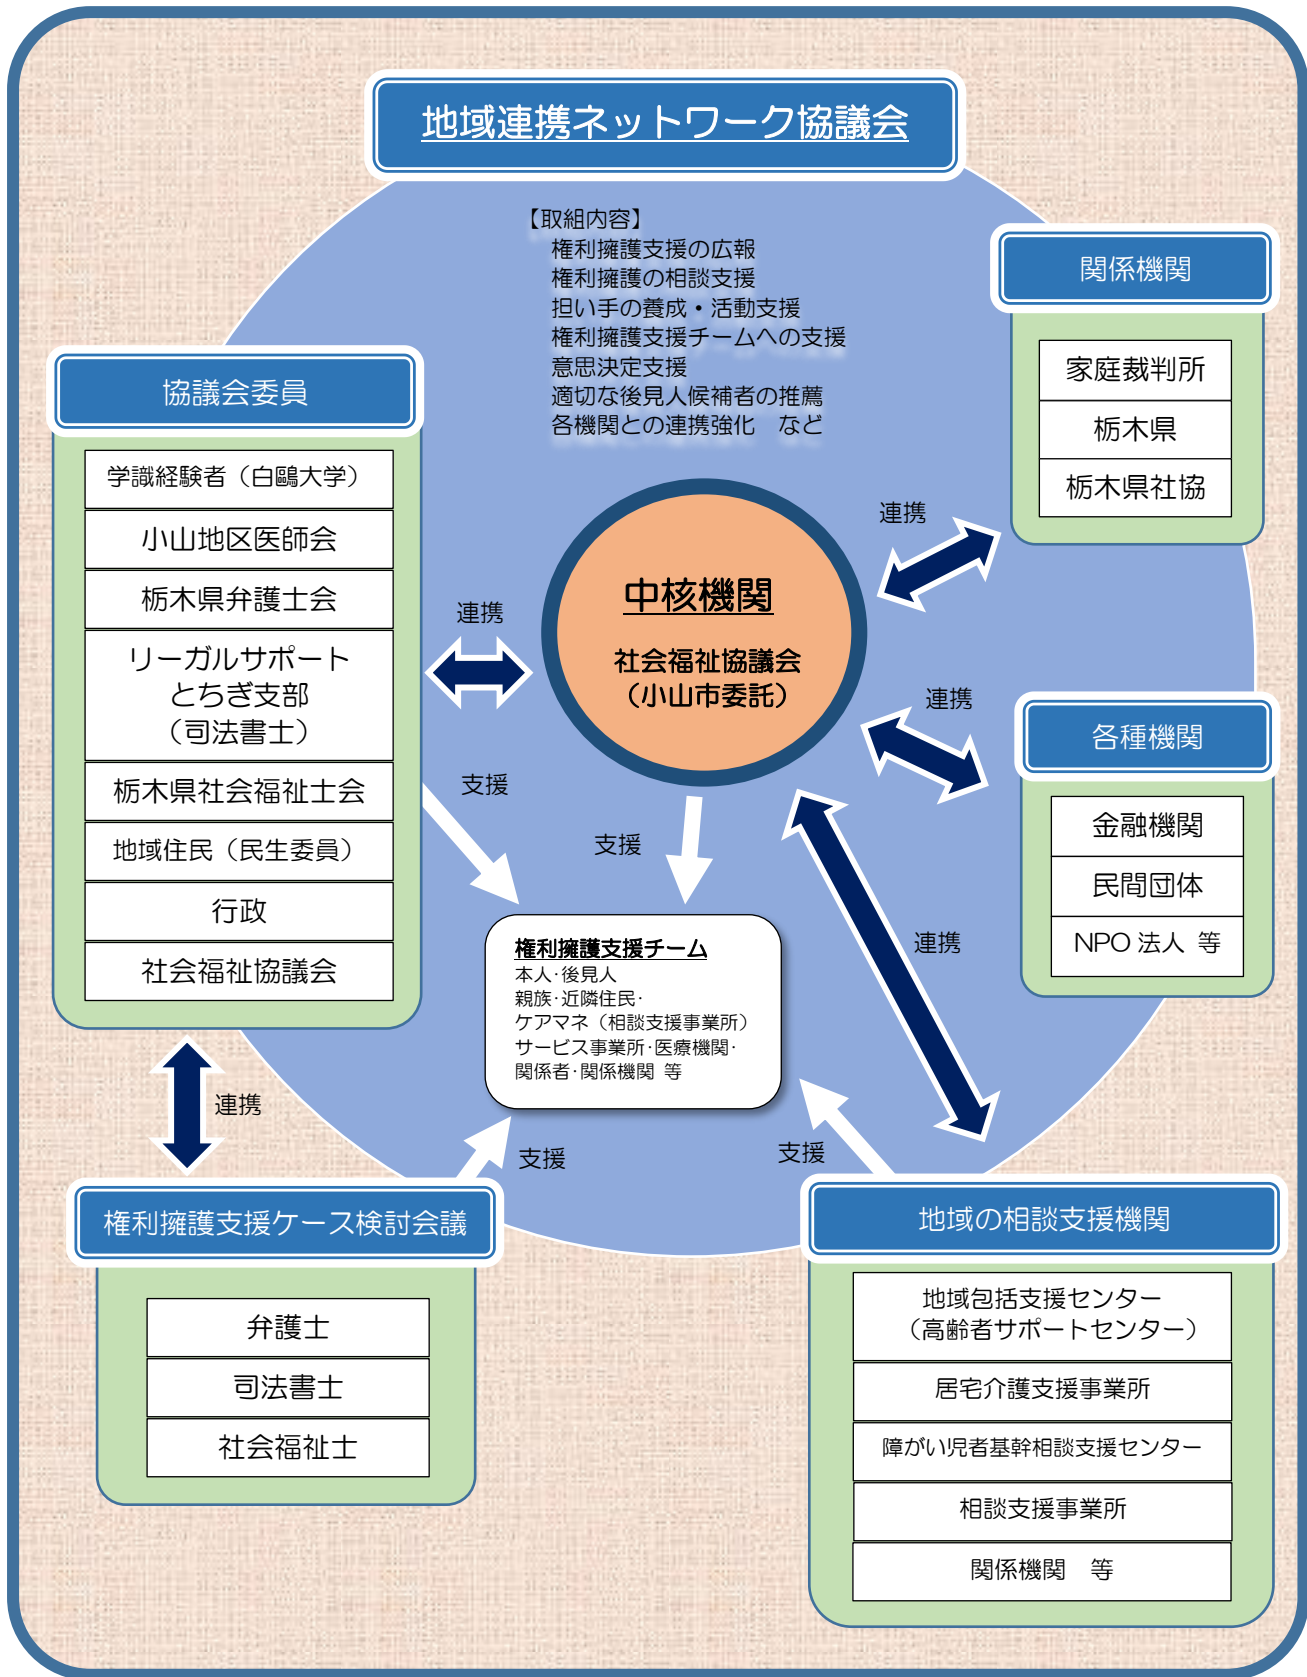 地域連携ネットワーク協議会
【取組内容】
権利擁護支援の広報
権利擁護の相談支援
担い手の養成・活動支援
権利擁護支援チームへの支援
意思決定支援
適切な後見人候補者の推薦
各機関との連携強化　など
関係機関
家庭裁判所
栃木県
栃木県社協
協議会委員
学識経験者（白鷗大学）
小山地区医師会
栃木県弁護士会
リーガルサポート
とちぎ支部
（司法書士）
栃木県社会福祉士会
地域住民（民生委員）
行政
社会福祉協議会
連携
連携
中核機関
社会福祉協議会
（小山市委託）
連携
各種機関
金融機関
民間団体
NPO 法人 等
支援
支援
連携
権利擁護支援チーム
本人･後見人
親族･近隣住民･
ケアマネ（相談支援事業所）
サービス事業所･医療機関･
関係者･関係機関 等
連携
支援
支援
権利擁護支援ケース検討会議
弁護士
司法書士
社会福祉士
地域の相談支援機関
地域包括支援センター
（高齢者サポートセンター）
居宅介護支援事業所
障がい児者基幹相談支援センター
相談支援事業所
関係機関　等